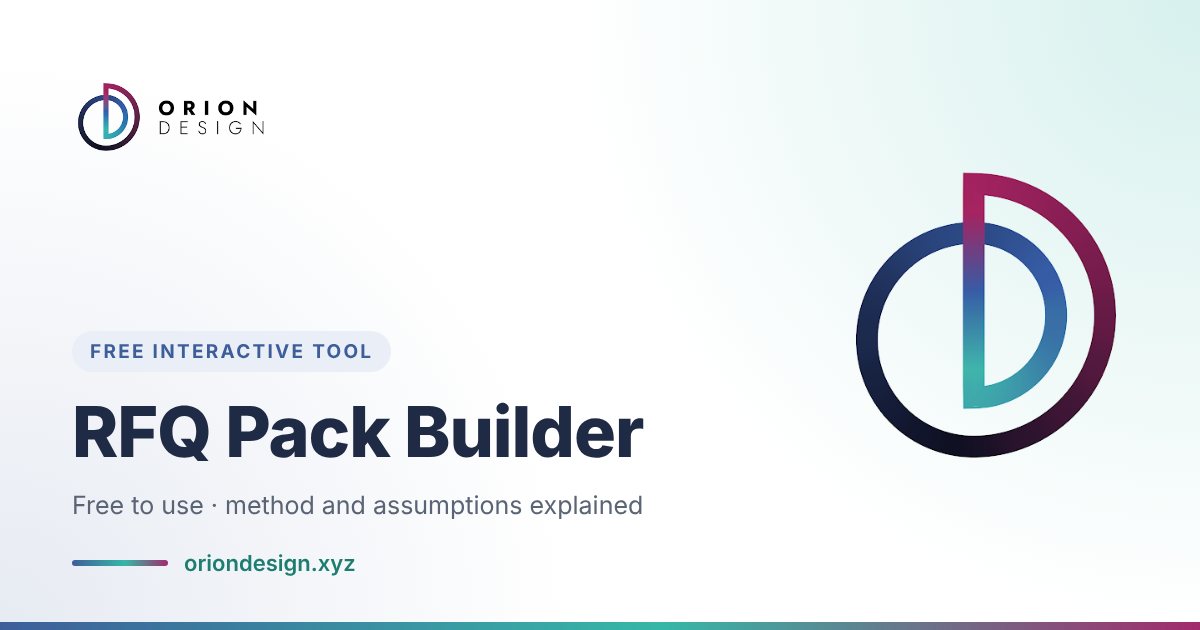 ORION
DESIGN
FREE INTERACTIVE TOOL
RFQ Pack Builder
Free to use · method and assumptions explained
oriondesign.xyz